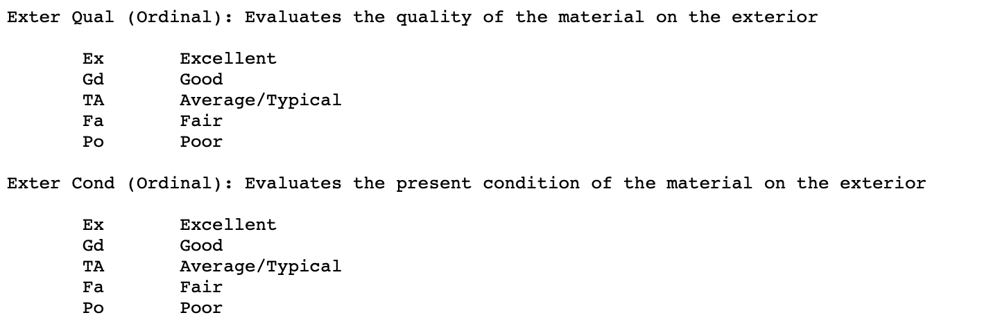 Exter Qual (Ordinal): Evaluates the quality of the material on the exterior
Ex Excellent
Gd Good
TA Average/Typical
Fa Fair
Po Poor
Exter Cond (Ordinal): Evaluates the present condition of the material on the exterior
Ex Excellent
Gd Good
TA Average/Typical
Fa Fair
Po Poor